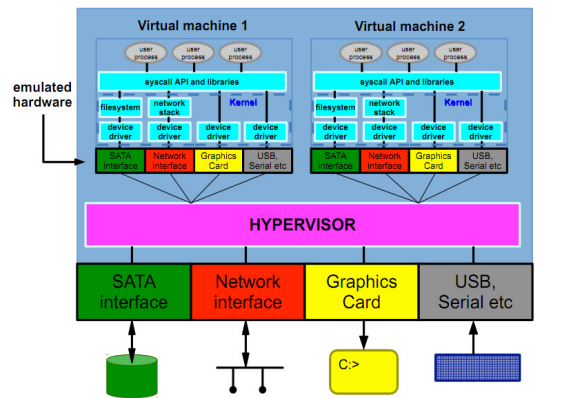 Virtual machine 1
Virtual machine 2
user
process
user
process
user
process
user
process
user
process
user
process
emulated
hardware
syscall API and libraries
syscall API and libraries
filesystem
network
stack
Kernel
filesystem
network
stack
Kernel
device
driver
device
driver
device
driver
device
driver
device
driver
device
driver
device
driver
device
driver
SATA
interface
Network
Interface
Graphics
Card
USB,
Serial etc
SATA
interface
Network
interface
Graphics
Card
USB,
Serial etc
HYPERVISOR
SATA
interface
Network
interface
Graphics
Card
USB,
Serial etc
C:>